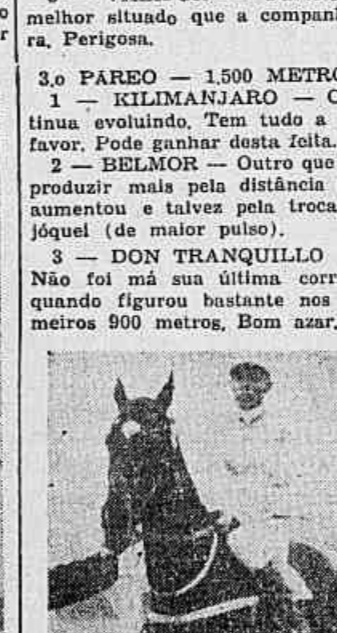 melhor situado que a compan
r ra, Perigosa.
3.o PÁREO — 1.500 METRO
1 — KILIMANJARO — C
tinua evoluindo. Tem tudo a
favor. Pode ganhar desta feita.
2 — BELMOR — Outro que
produzir mais pela distância
aumentou e talvez pela troca
jóquei (de maior pulso).
3 — DON TRANQUILLO
Não foi má sua última corr
quando figurou bastante nos
meiros 900 metros. Bom azar.